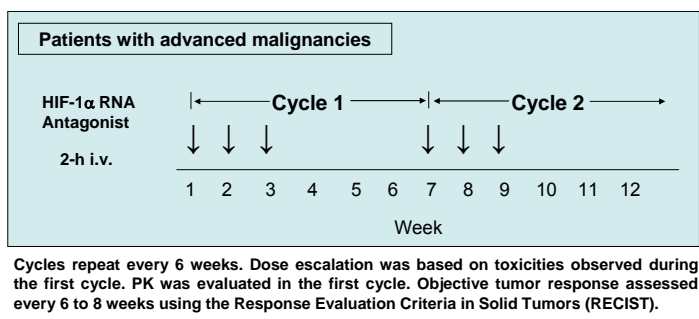 Patients with advanced malignancies
HIF-1α RNA
Antagonist
2-h i.v.
Cycle 1
Cycle 2
1 2 3 4 5 6 7 8 9 10 11 12
Week
Cycles repeat every 6 weeks. Dose escalation was based on toxicities observed during
the first cycle. PK was evaluated in the first cycle. Objective tumor response assessed
every 6 to 8 weeks using the Response Evaluation Criteria in Solid Tumors (RECIST).